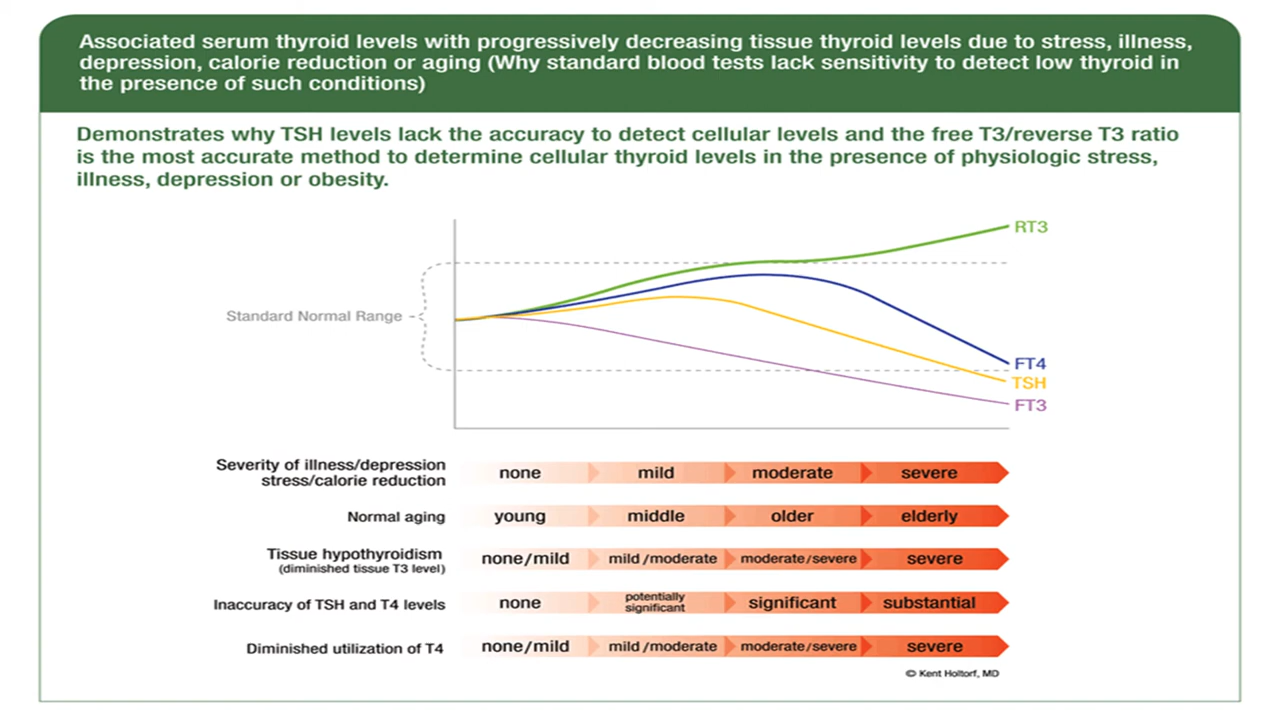 Associated serum thyroid levels with progressively decreasing tissue thyroid levels due to stress, illness,
depression, calorie reduction or aging (Why standard blood tests lack sensitivity to detect low thyroid in
the presence of such conditions)
Demonstrates why TSH levels lack the accuracy to detect cellular levels and the free T3/reverse T3 ratio
is the most accurate method to determine cellular thyroid levels in the presence of physiologic stress,
illness, depression or obesity.
RT3
Standard Normal Range
FT4
TSH
FT3
Severity of illness/depression
stress/calorie reduction
none mild moderate severe
Normal aging young middle older elderly
Tissue hypothyroidism
(diminished tissue T3 level)
none/mild mild/moderate moderate/severe severe
Inaccuracy of TSH and T4 levels none potentially
significant
significant substantial
Diminished utilization of T4 none/mild mild/moderate moderate/severe severe
© Kent Holtorf, MD